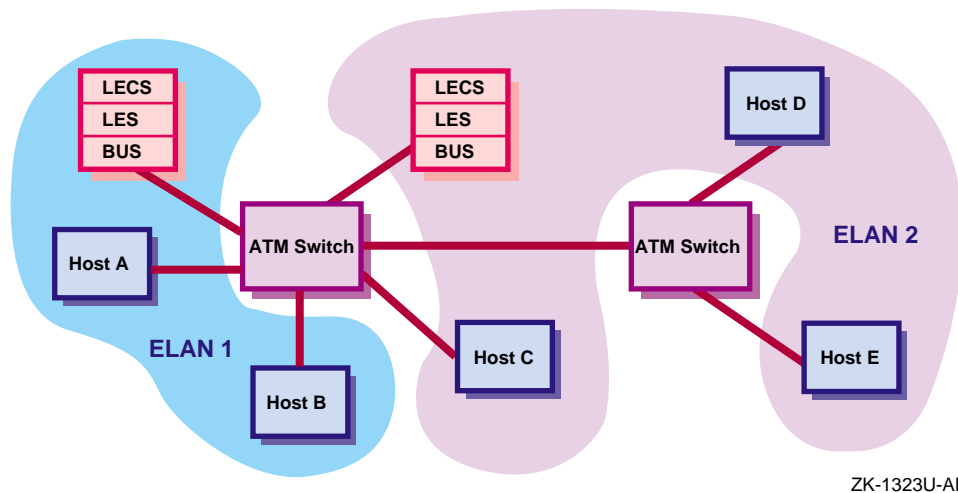 LECS
LES
BUS
LECS
LES
BUS
Host D
ATM Switch
ATM Switch
ELAN 2
Host A
ELAN 1
Host C
Host E
Host B
ZK-1323U-AI